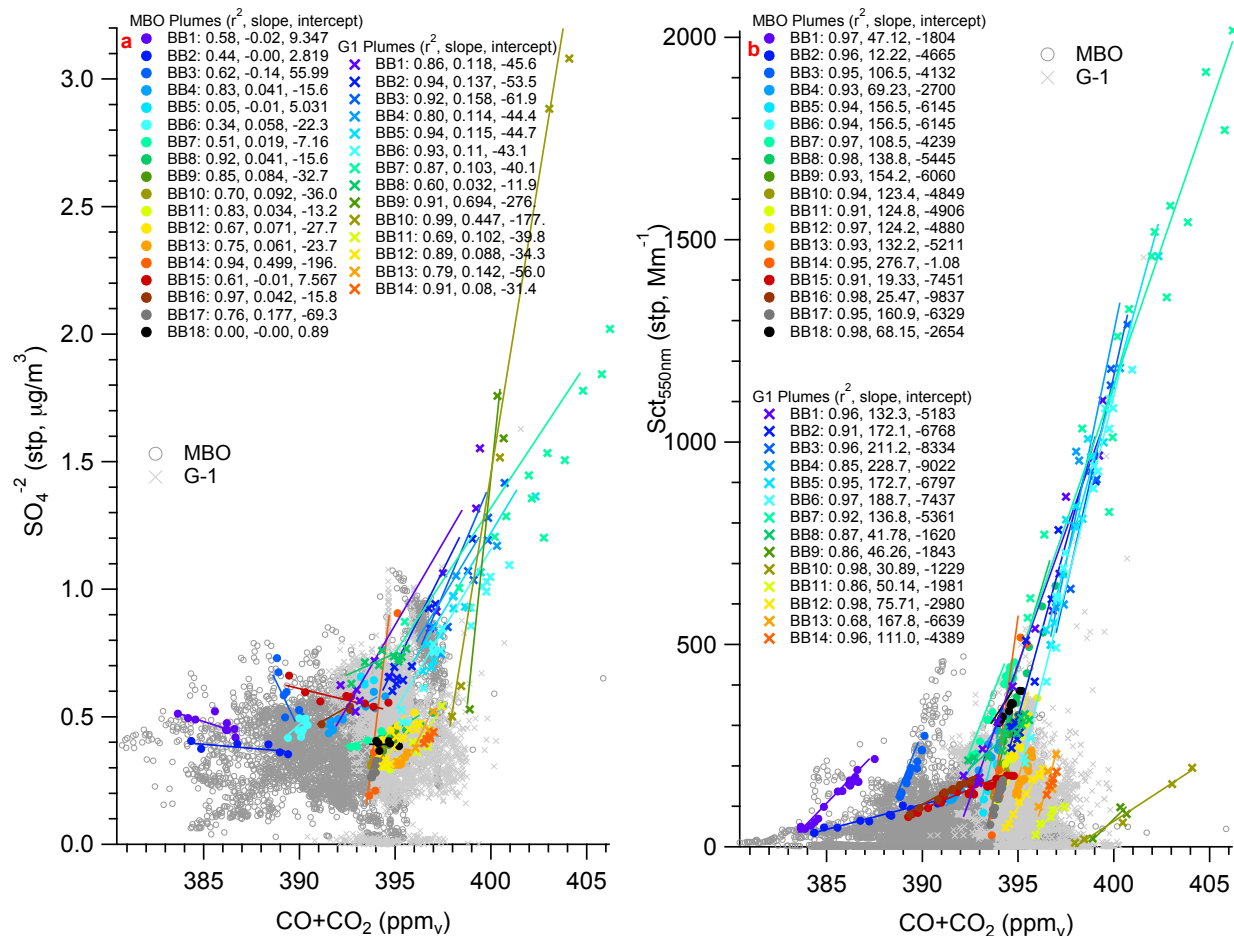 MBO Plumes (r², slope, intercept)
a
BB1: 0.58, -0.02, 9.347
BB2: 0.44, -0.00, 2.819
BB3: 0.62, -0.14, 55.99
BB4: 0.83, 0.041, -15.6
BB5: 0.05, -0.01, 5.031
BB6: 0.34, 0.058, -22.3
BB7: 0.51, 0.019, -7.16
BB8: 0.92, 0.041, -15.6
BB9: 0.85, 0.084, -32.7
BB10: 0.70, 0.092, -36.0
BB11: 0.83, 0.034, -13.2
BB12: 0.67, 0.071, -27.7
BB13: 0.75, 0.061, -23.7
BB14: 0.94, 0.499, -196.
BB15: 0.61, -0.01, 7.567
BB16: 0.97, 0.042, -15.8
BB17: 0.76, 0.177, -69.3
BB18: 0.00, -0.00, 0.89
G1 Plumes (r², slope, intercept)
BB1: 0.86, 0.118, -45.6
BB2: 0.94, 0.137, -53.5
BB3: 0.92, 0.158, -61.9
BB4: 0.80, 0.114, -44.4
BB5: 0.94, 0.115, -44.7
BB6: 0.93, 0.11, -43.1
BB7: 0.87, 0.103, -40.1
BB8: 0.60, 0.032, -11.9
BB9: 0.91, 0.694, -276.
BB10: 0.99, 0.447, -177.
BB11: 0.69, 0.102, -39.8
BB12: 0.89, 0.088, -34.3
BB13: 0.79, 0.142, -56.0
BB14: 0.91, 0.08, -31.4
MBO
G-1
3.0
2.5
2.0
1.5
1.0
0.5
0.0
SO₄⁻² (stp, μg/m³)
385
390
395
400
405
CO+CO₂ (ppmᵥ)
MBO Plumes (r², slope, intercept)
b
BB1: 0.97, 47.12, -1804
BB2: 0.96, 12.22, -4665
BB3: 0.95, 106.5, -4132
BB4: 0.93, 69.23, -2700
BB5: 0.94, 156.5, -6145
BB6: 0.94, 156.5, -6145
BB7: 0.97, 108.5, -4239
BB8: 0.98, 138.8, -5445
BB9: 0.93, 154.2, -6060
BB10: 0.94, 123.4, -4849
BB11: 0.91, 124.8, -4906
BB12: 0.97, 124.2, -4880
BB13: 0.93, 132.2, -5211
BB14: 0.95, 276.7, -1.08
BB15: 0.91, 19.33, -7451
BB16: 0.98, 25.47, -9837
BB17: 0.95, 160.9, -6329
BB18: 0.98, 68.15, -2654
MBO
G-1
G1 Plumes (r², slope, intercept)
BB1: 0.96, 132.3, -5183
BB2: 0.91, 172.1, -6768
BB3: 0.96, 211.2, -8334
BB4: 0.85, 228.7, -9022
BB5: 0.95, 172.7, -6797
BB6: 0.97, 188.7, -7437
BB7: 0.92, 136.8, -5361
BB8: 0.87, 41.78, -1620
BB9: 0.86, 46.26, -1843
BB10: 0.98, 30.89, -1229
BB11: 0.86, 50.14, -1981
BB12: 0.98, 75.71, -2980
BB13: 0.68, 167.8, -6639
BB14: 0.96, 111.0, -4389
2000
1500
1000
500
0
Sct₅₅₀ₙₘ (stp, Mm⁻¹)
385
390
395
400
405
CO+CO₂ (ppmᵥ)